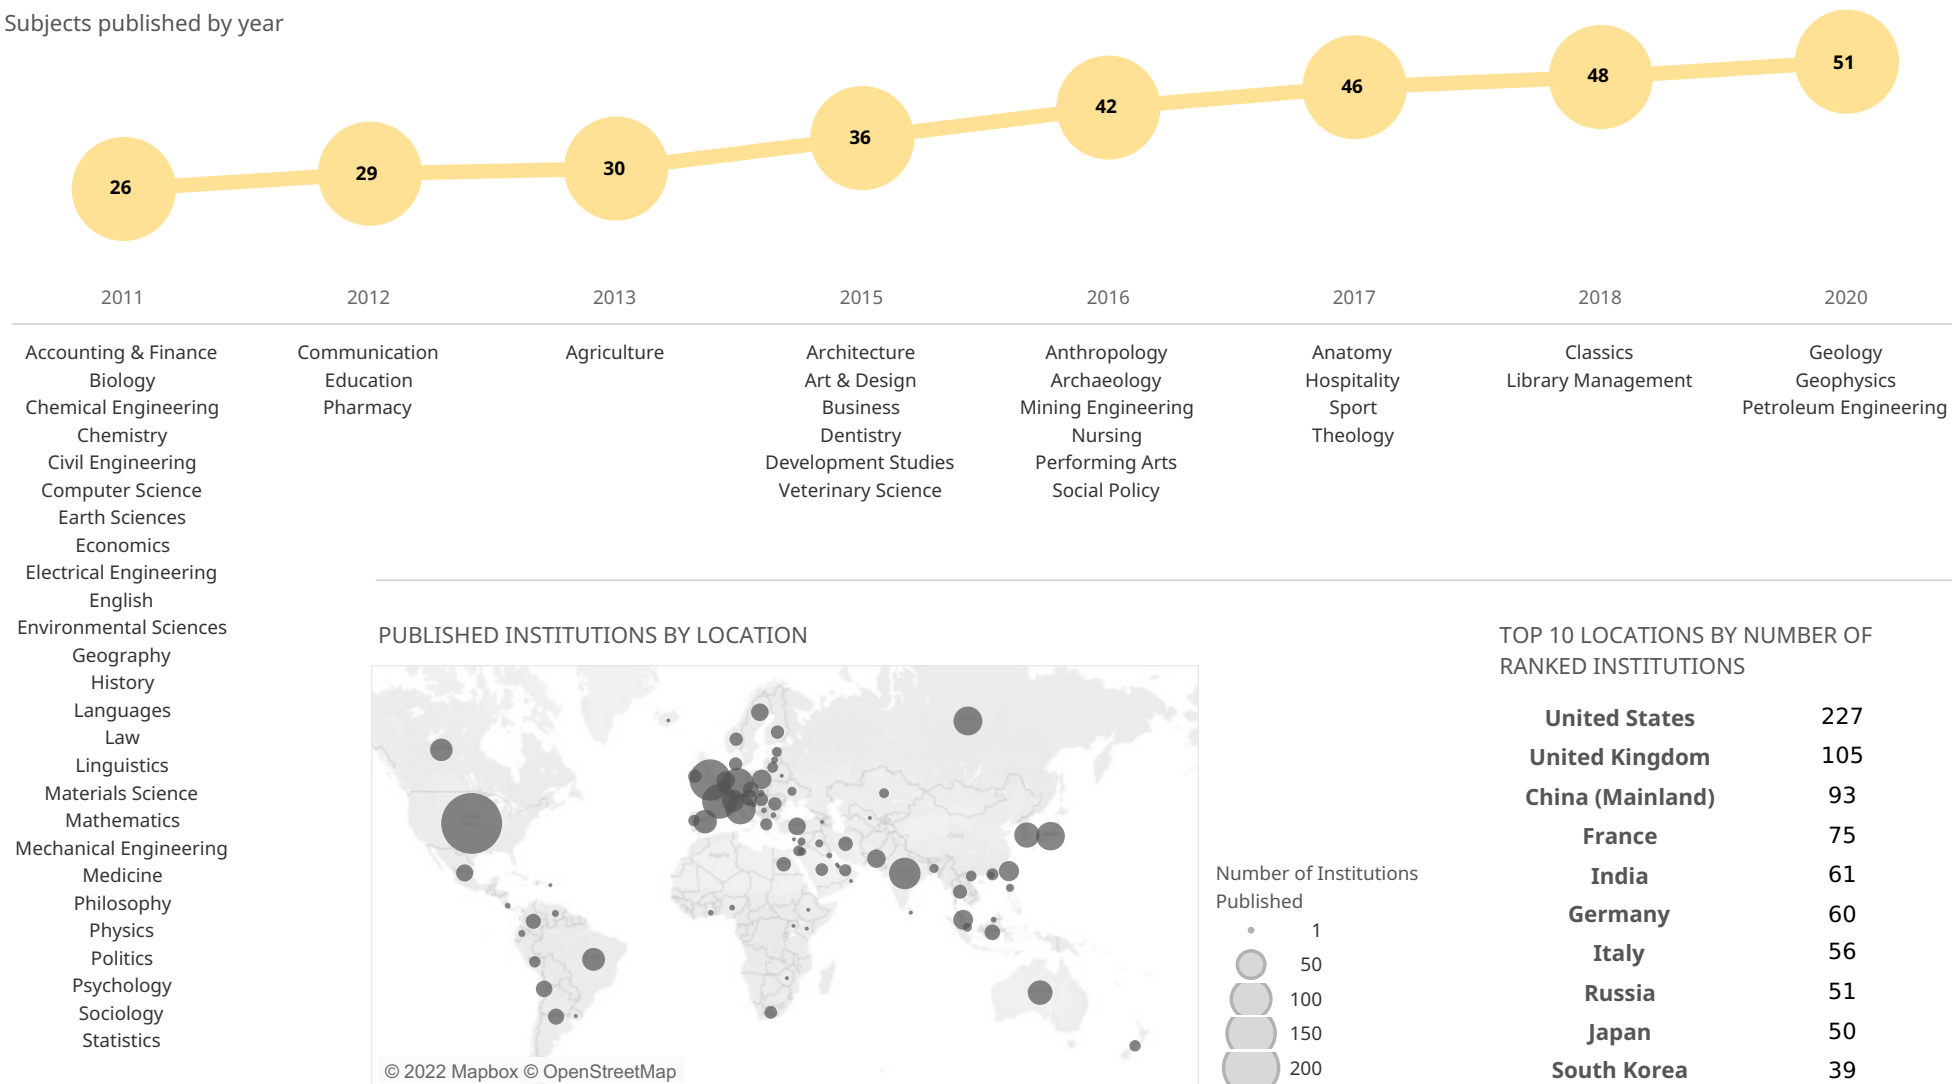 Subjects published by year
26
29
30
36
42
46
48
51
2011
2012
2013
2015
2016
2017
2018
2020
Accounting & Finance
Biology
Chemical Engineering
Chemistry
Civil Engineering
Computer Science
Earth Sciences
Economics
Electrical Engineering
English
Environmental Sciences
Geography
History
Languages
Law
Linguistics
Materials Science
Mathematics
Mechanical Engineering
Medicine
Philosophy
Physics
Politics
Psychology
Sociology
Statistics
Communication
Education
Pharmacy
Agriculture
Architecture
Art & Design
Business
Dentistry
Development Studies
Veterinary Science
Anthropology
Archaeology
Mining Engineering
Nursing
Performing Arts
Social Policy
Anatomy
Hospitality
Sport
Theology
Classics
Library Management
Geology
Geophysics
Petroleum Engineering
PUBLISHED INSTITUTIONS BY LOCATION
© 2022 Mapbox © OpenStreetMap
Number of Institutions
Published
1
50
100
150
200
TOP 10 LOCATIONS BY NUMBER OF
RANKED INSTITUTIONS
United States 227
United Kingdom 105
China (Mainland) 93
France 75
India 61
Germany 60
Italy 56
Russia 51
Japan 50
South Korea 39